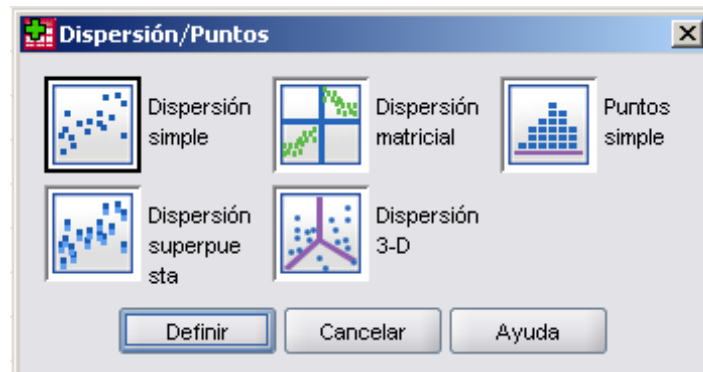 Dispersión/Puntos
Dispersión
simple
Dispersión
matricial
Puntos
simple
Dispersión
superpue
sta
Dispersión
3-D
Definir
Cancelar
Ayuda